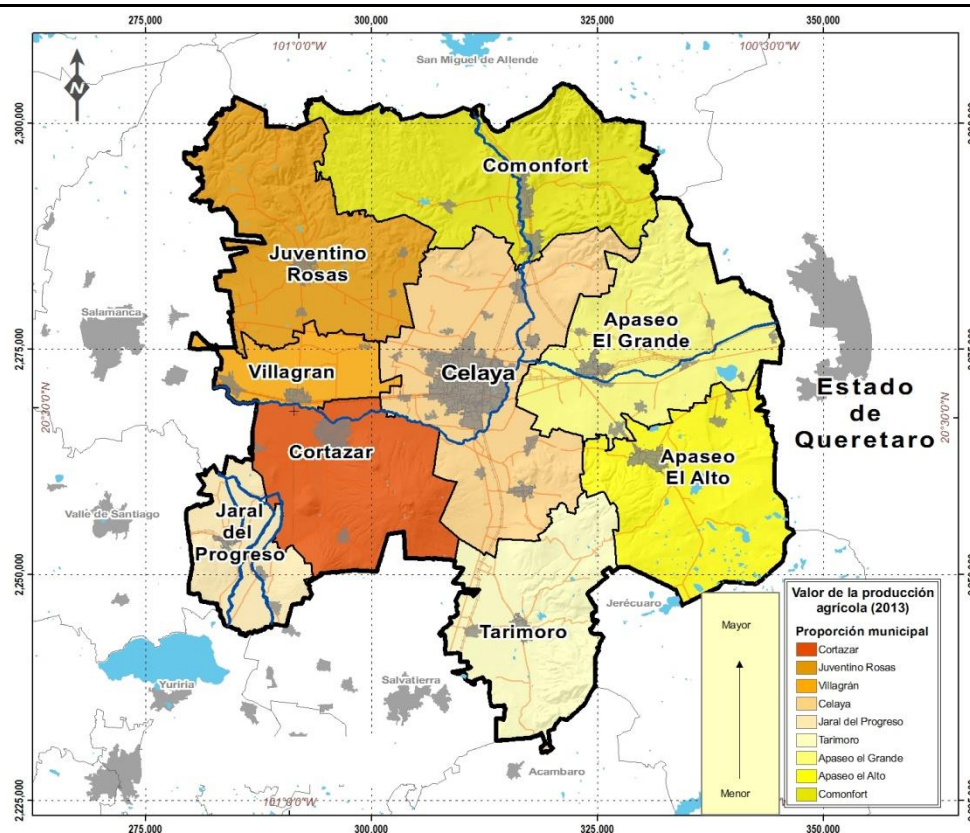 275,000
300,000
325,000
350,000
101°0'0"W
100°30'0"W
San Miguel de Allende
N
2,300,000
Comonfort
Juventino
Rosas
Salamanca
Apaseo
El Grande
2,275,000
Villagran
Celaya
Estado
de
Queretaro
20°30'0"N
20°30'0"N
Cortazar
Apaseo
El Alto
Valle de Santiago
Jaral
del
Progreso
2,250,000
Jerécuaro
Tarimoro
Yuriria
Salvatierra
Acambaro
Mayor
Menor
Valor de la producción
agrícola (2013)
Proporción municipal
Cortazar
Juventino Rosas
Villagrán
Celaya
Jaral del Progreso
Tarimoro
Apaseo el Grande
Apaseo el Alto
Comonfort
2,225,000
101°0'0"W
275,000
300,000
325,000
350,000